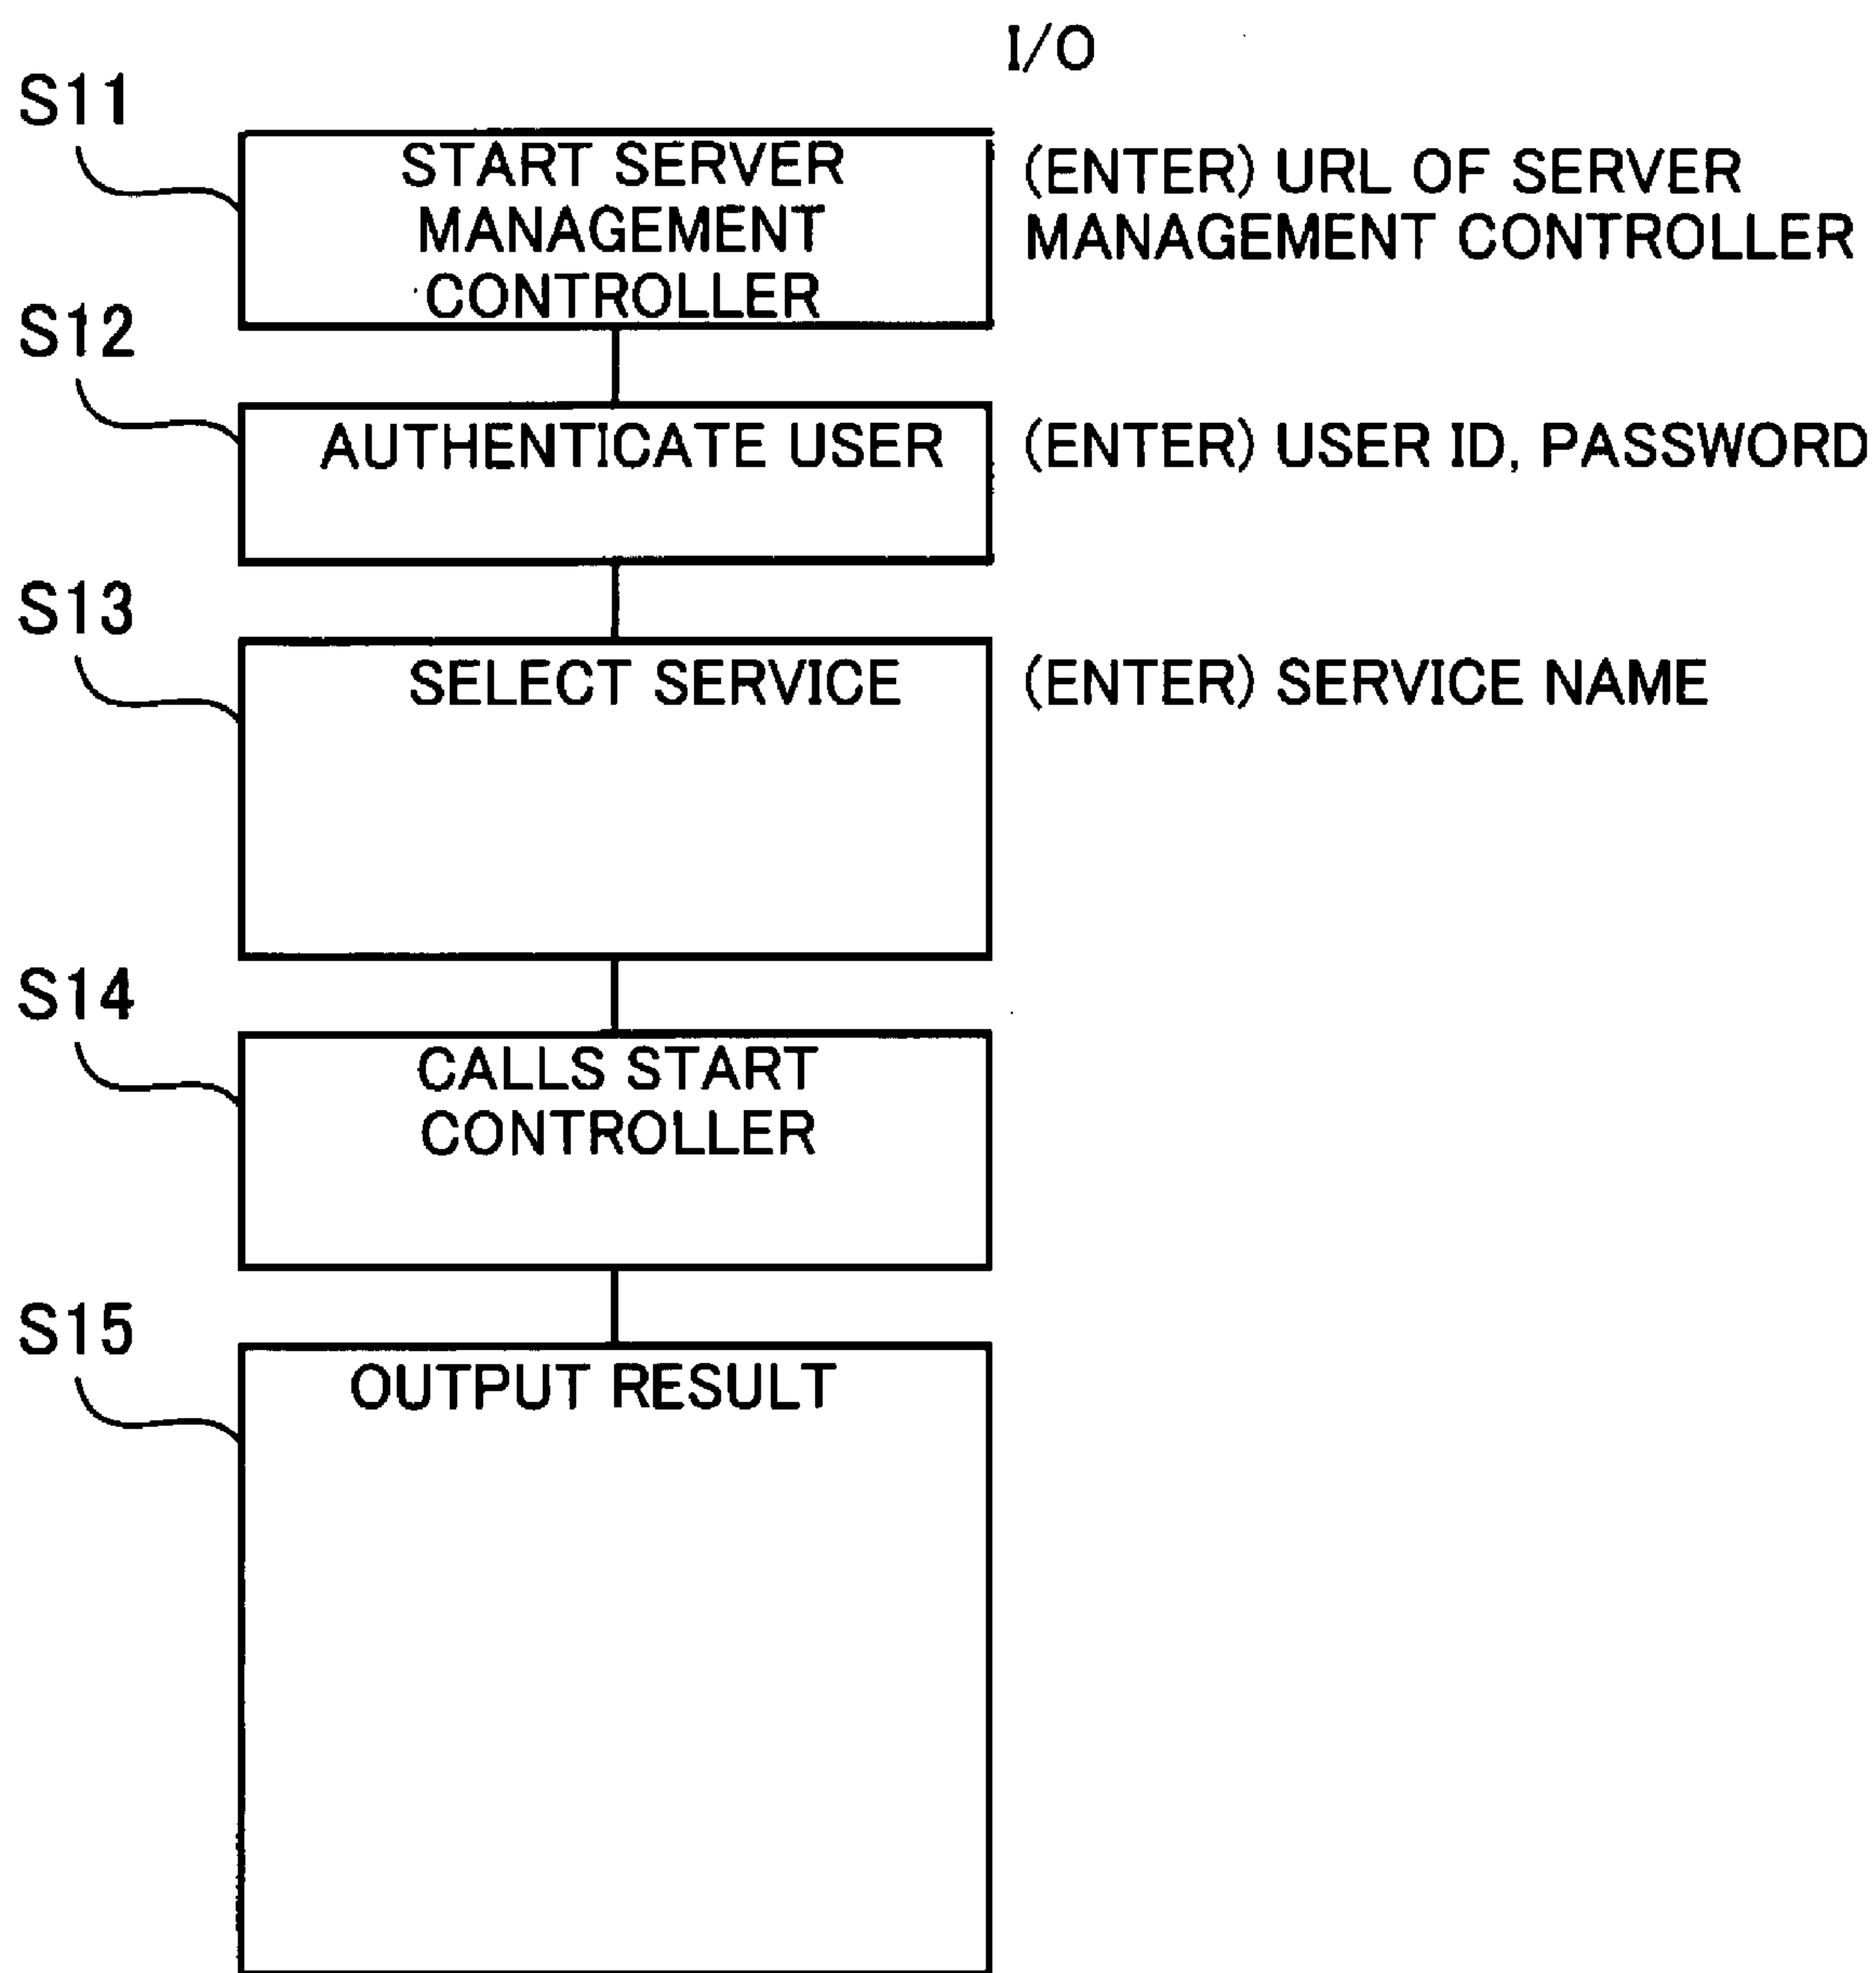 I/O
S11
START SERVER
MANAGEMENT
CONTROLLER
(ENTER) URL OF SERVER
MANAGEMENT CONTROLLER
S12
AUTHENTICATE USER
(ENTER) USER ID, PASSWORD
S13
SELECT SERVICE
(ENTER) SERVICE NAME
S14
CALLS START
CONTROLLER
S15
OUTPUT RESULT